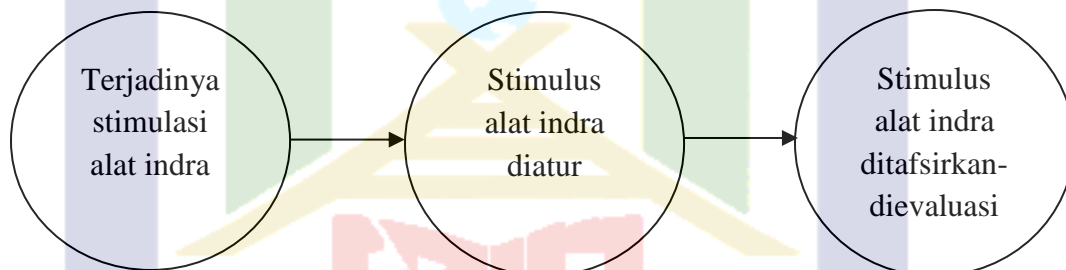 Terjadinya
stimulasi
alat indra
Stimulus
alat indra
diatur
Stimulus
alat indra
ditafsirkan-
dievaluasi